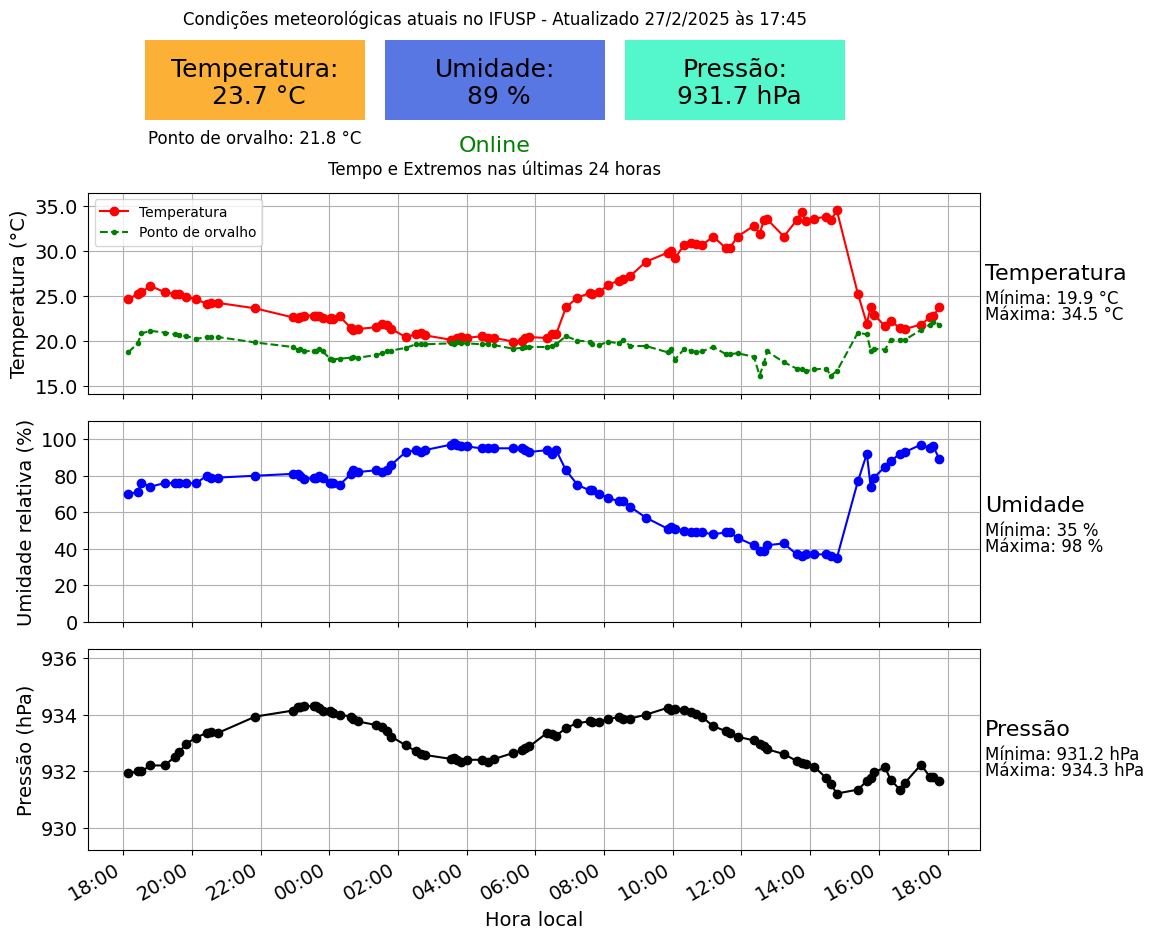 Condições meteorológicas atuais no IFUSP - Atualizado 27/2/2025 às 17:45
Temperatura:
23.7 °C
Umidade:
89 %
Pressão:
931.7 hPa
Ponto de orvalho: 21.8 °C
Online
Tempo e Extremos nas últimas 24 horas
Temperatura (°C)
35.0
30.0
25.0
20.0
15.0
Temperatura
Ponto de orvalho
Temperatura
Mínima: 19.9 °C
Máxima: 34.5 °C
Umidade relativa (%)
100
80
60
40
20
0
Umidade
Mínima: 35 %
Máxima: 98 %
Pressão (hPa)
936
934
932
930
Pressão
Mínima: 931.2 hPa
Máxima: 934.3 hPa
18:00
20:00
22:00
00:00
02:00
04:00
06:00
08:00
10:00
12:00
14:00
16:00
18:00
Hora local